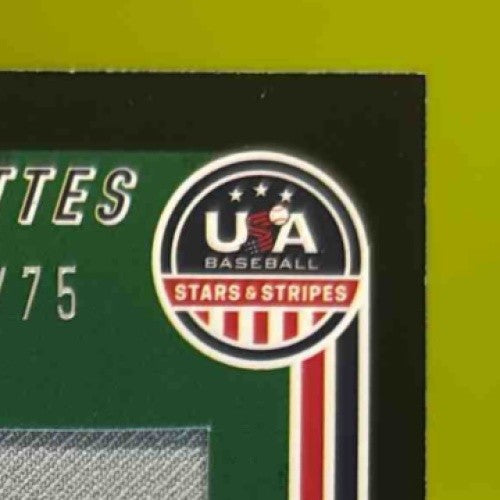 TTES
/75
USA
BASEBALL
STARS & STRIPES